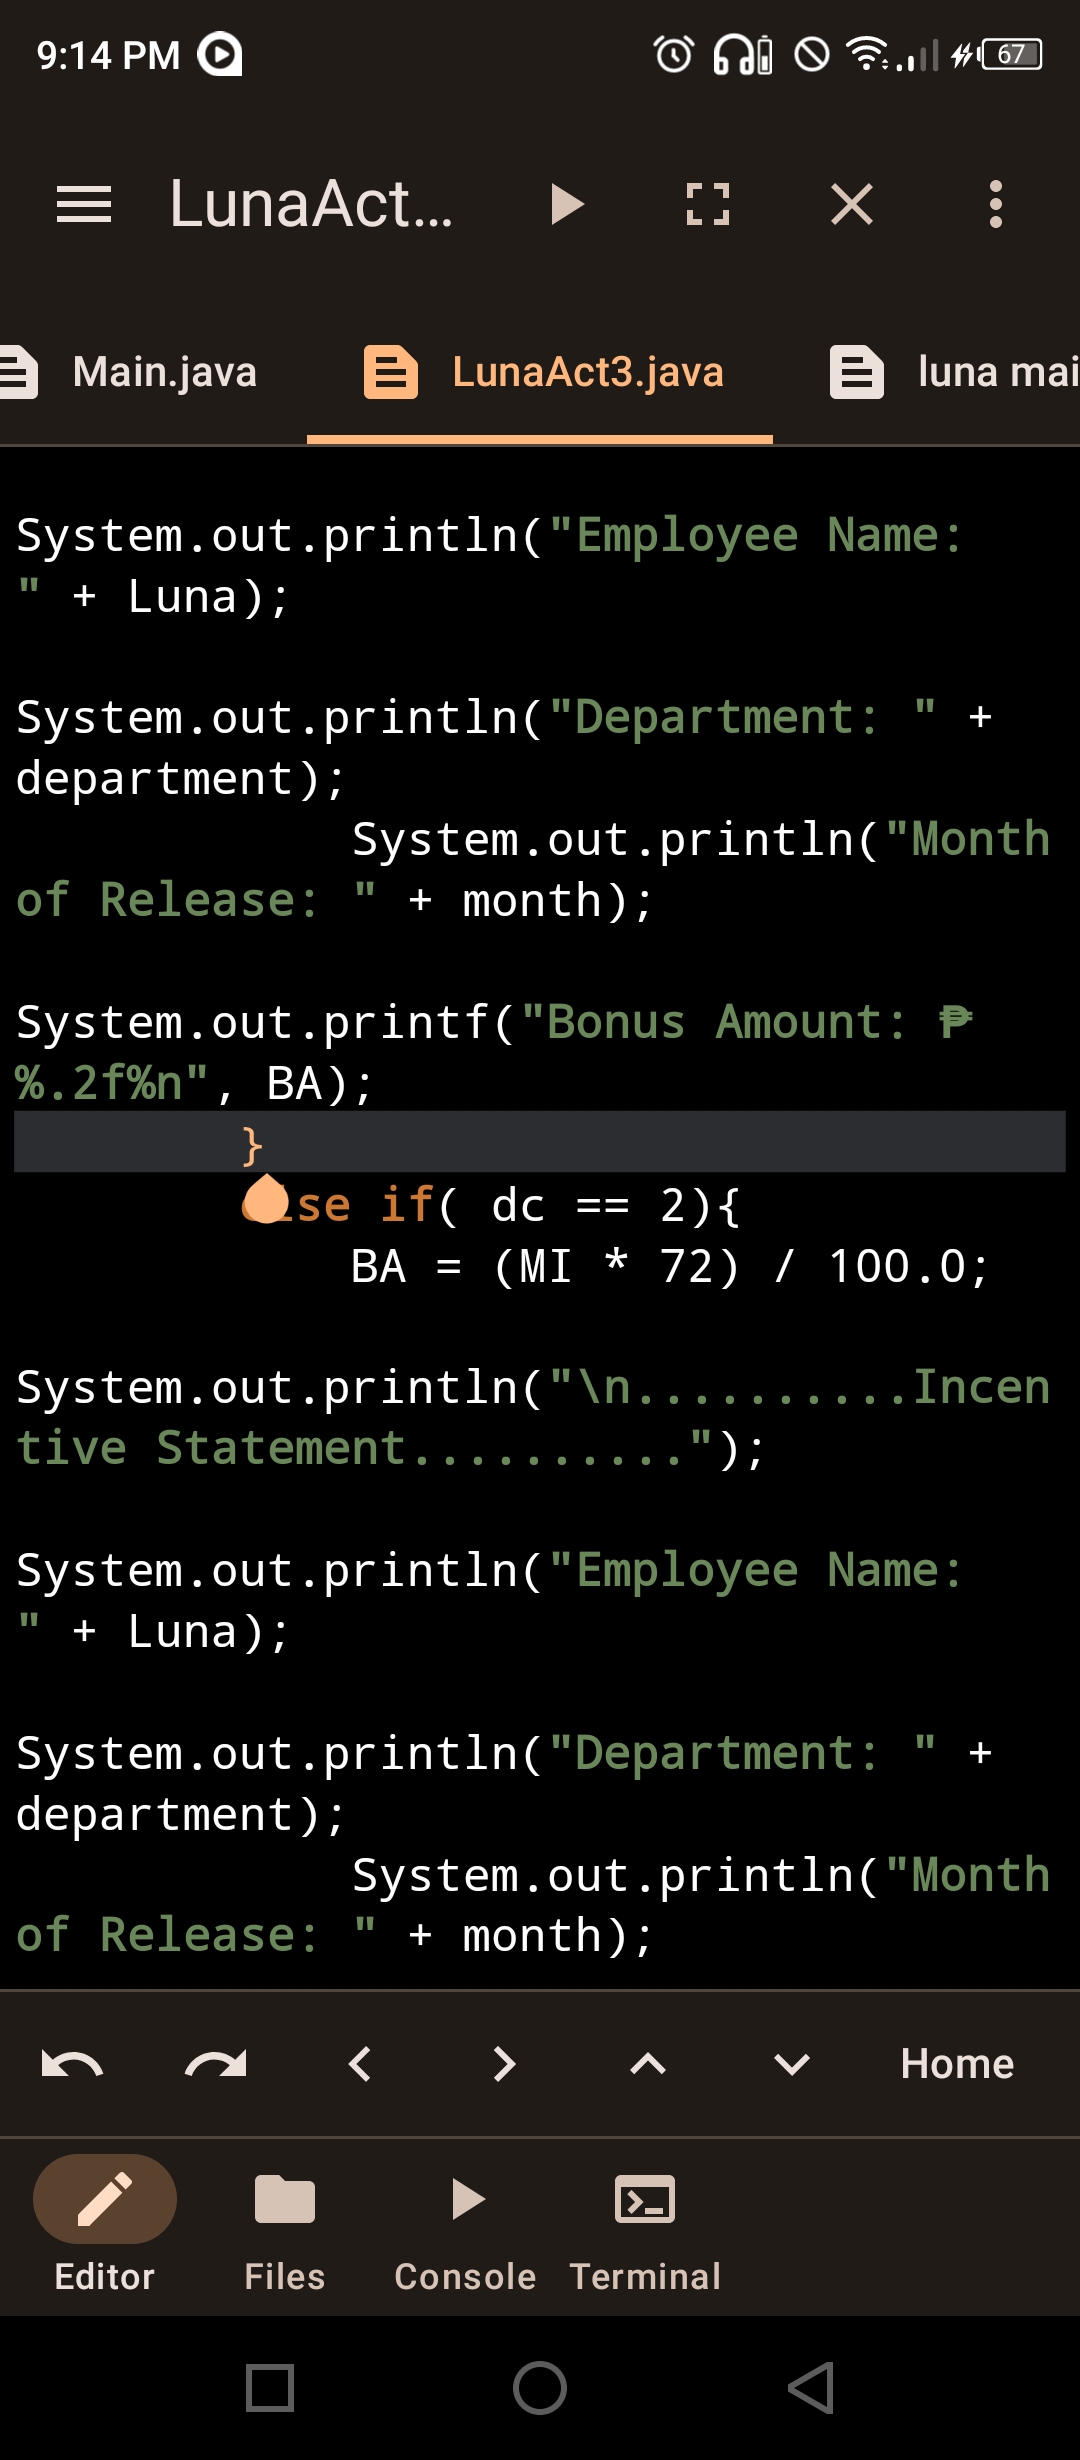 9:14 PM
67
LunaAct...
Main.java
LunaAct3.java
luna mai
System.out.println("Employee Name:
" + Luna);
System.out.println("Department: " +
department);
System.out.println("Month
of Release: " + month);
System.out.printf("Bonus Amount: ₱
%.2f%n", BA);
}
else if( dc == 2){
BA = (MI * 72) / 100.0;
System.out.println("\n..........Incen
tive Statement..........");
System.out.println("Employee Name:
" + Luna);
System.out.println("Department: " +
department);
System.out.println("Month
of Release: " + month);
Home
Editor
Files
Console
Terminal